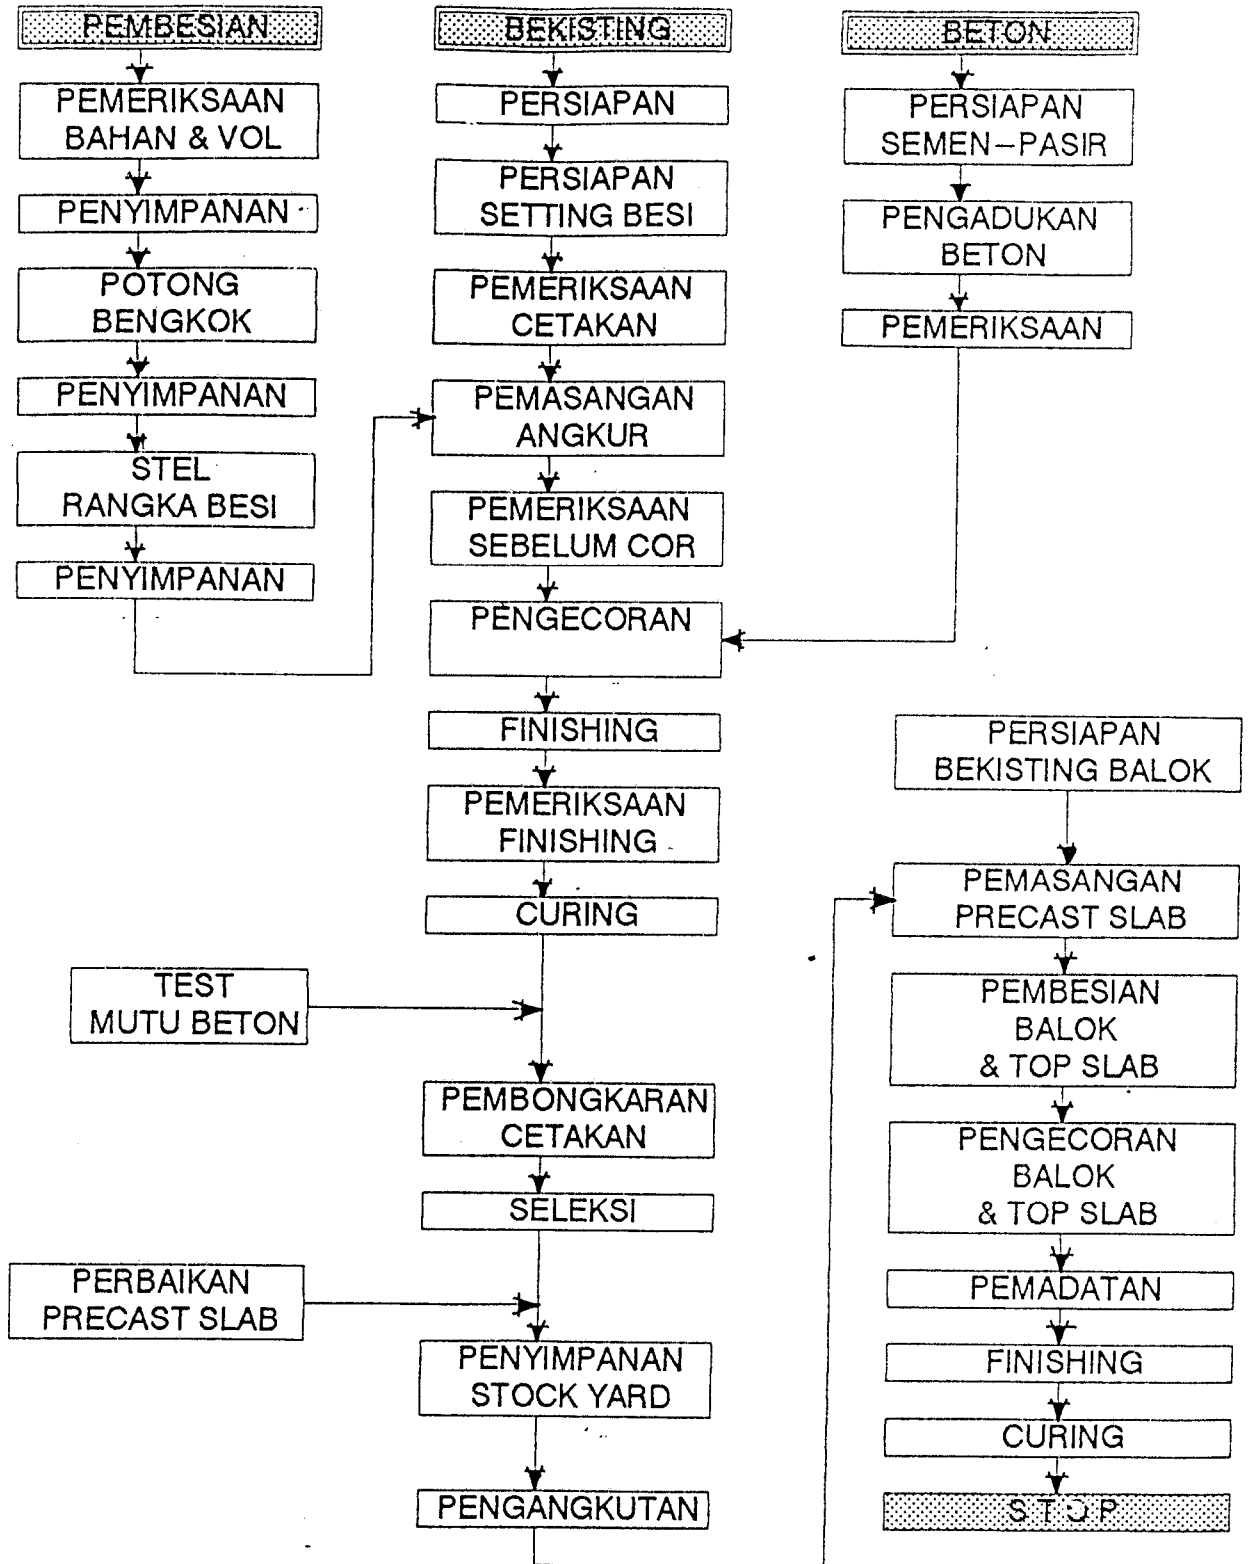 PEMBESIAN
PEMERIKSAAN
BAHAN & VOL
PENYIMPANAN
POTONG
BENGKOK
PENYIMPANAN
STEL
RANGKA BESI
PENYIMPANAN
BEKISTING
PERSIAPAN
PERSIAPAN
SETTING BESI
PEMERIKSAAN
CETAKAN
PEMASANGAN
ANGKUR
PEMERIKSAAN
SEBELUM COR
PENGECORAN
FINISHING
PEMERIKSAAN
FINISHING
CURING
TEST
MUTU BETON
PEMBONGKARAN
CETAKAN
SELEKSI
PERBAIKAN
PRECAST SLAB
PENYIMPANAN
STOCK YARD
PENGANGKUTAN
BETON
PERSIAPAN
SEMEN-PASIR
PENGADUKAN
BETON
PEMERIKSAAN
PERSIAPAN
BEKISTING BALOK
PEMASANGAN
PRECAST SLAB
PEMBESIAN
BALOK
& TOP SLAB
PENGECORAN
BALOK
& TOP SLAB
PEMADATAN
FINISHING
CURING
STOP